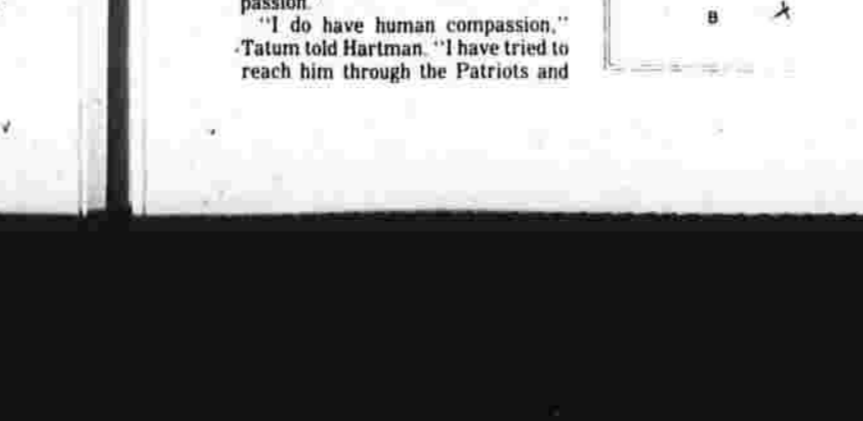 passion.
"I do have human compassion,"
Tatum told Hartman. "I have tried to
reach him through the Patriots and
B